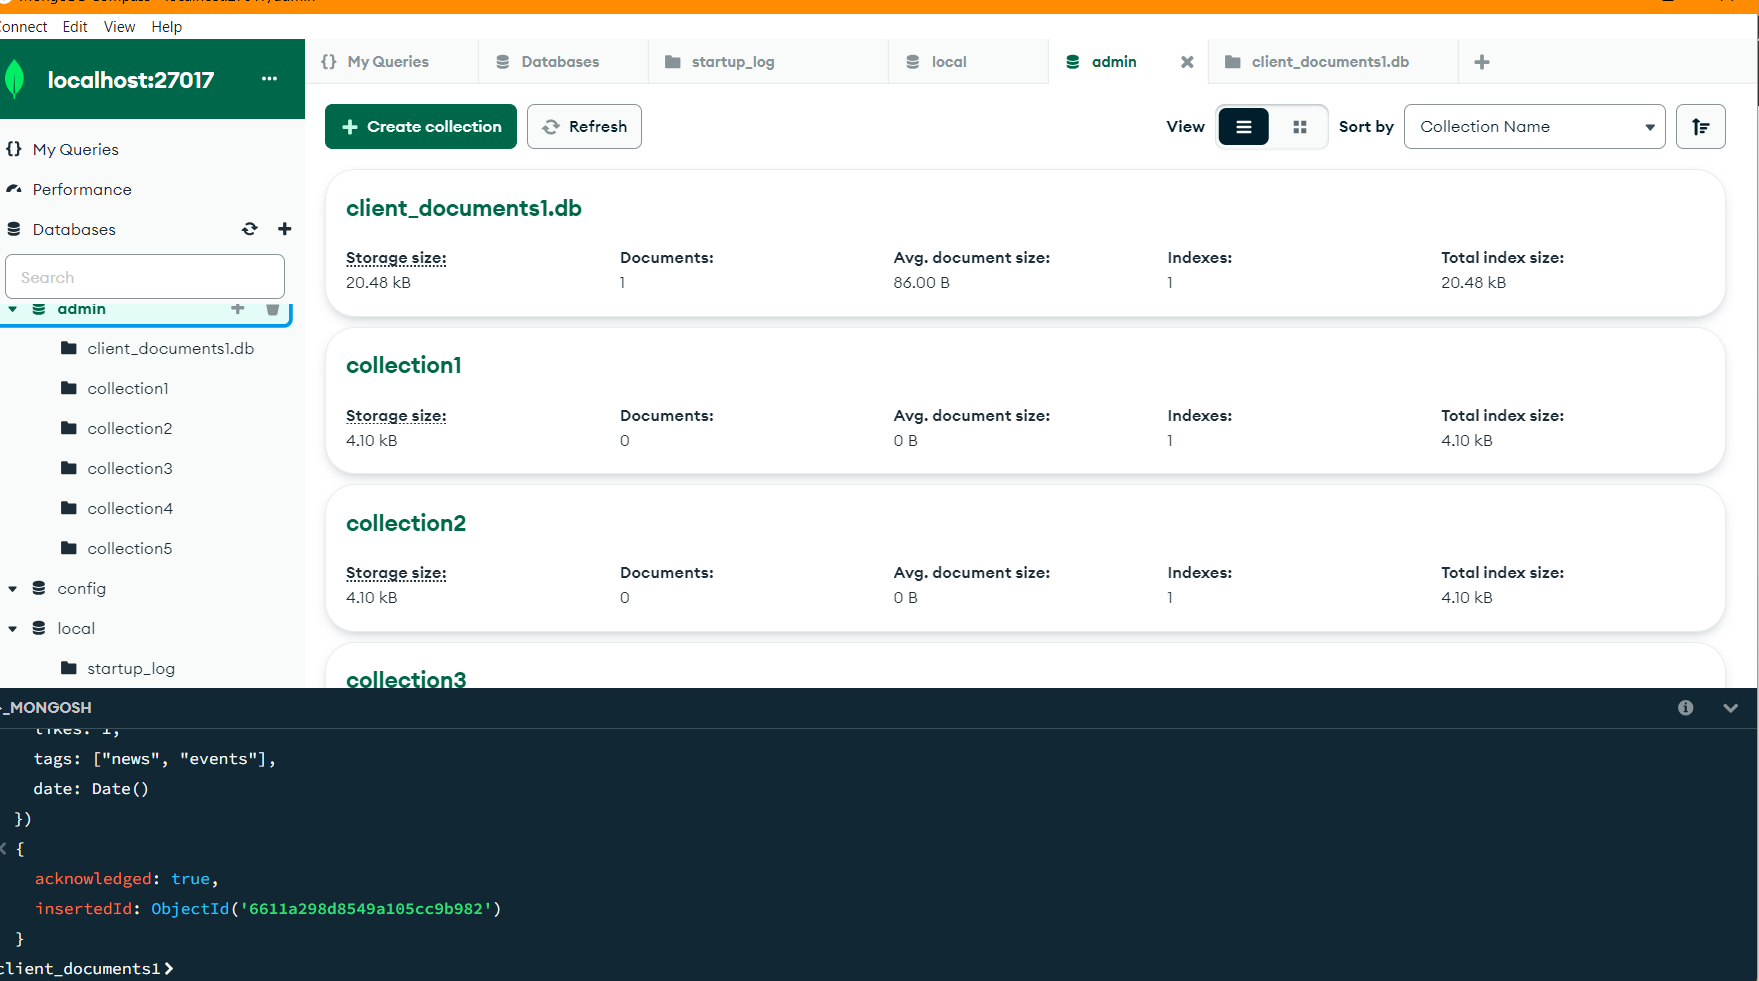 Connect Edit View Help
localhost:27017
My Queries
Databases
startup_log
local
admin
client_documents1.db
Create collection
Refresh
View
Sort by
Collection Name
My Queries
Performance
Databases
Search
admin
client_documents1.db
collection1
collection2
collection3
collection4
collection5
config
local
startup_log
client_documents1.db
Storage size: Documents: Avg. document size: Indexes: Total index size:
20.48 kB 1 86.00 B 1 20.48 kB
collection1
Storage size: Documents: Avg. document size: Indexes: Total index size:
4.10 kB 0 0 B 1 4.10 kB
collection2
Storage size: Documents: Avg. document size: Indexes: Total index size:
4.10 kB 0 0 B 1 4.10 kB
collection3
>_MONGOSH
likes: 1,
tags: ["news", "events"],
date: Date()
})
< {
acknowledged: true,
insertedId: ObjectId('6611a298d8549a105cc9b982')
}
client_documents1>